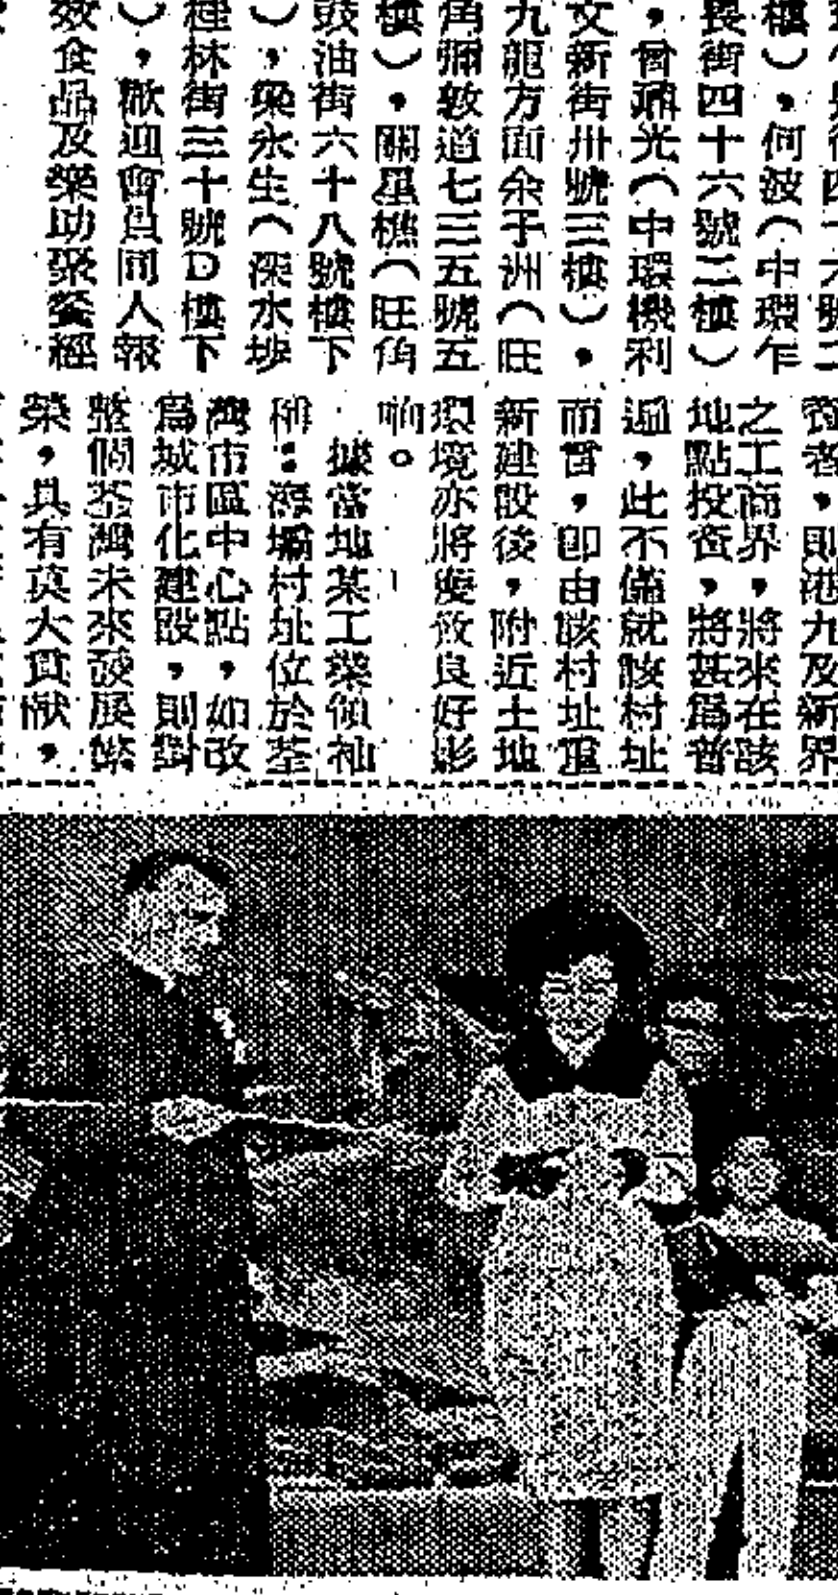 樓），何波（中環乍
畏街四十六號二樓）
，曾鼎光（中環機利
文新街卅號三樓）。
九龍方面余于洲（旺
角彌敦道七三五號五
樓）。關星樵（旺角
豉油街六十八號樓下
），梁永生（深水埗
桂林街三十號D樓下
），歡迎會員同人報
效食品及樂助聚餐經
者，則港九及新界
之工商界，將來在該
地點投資，將甚爲普
遍，此不僅就該村址
而言，即由該村址重
新建設後，附近土地
環境亦將度改良好影
响。
據當地某工業領袖
稱：海壩村址位於荃
灣市區中心點，如改
爲城市化建設，則對
整個荃灣未來發展繁
榮，具有莫大貢獻，